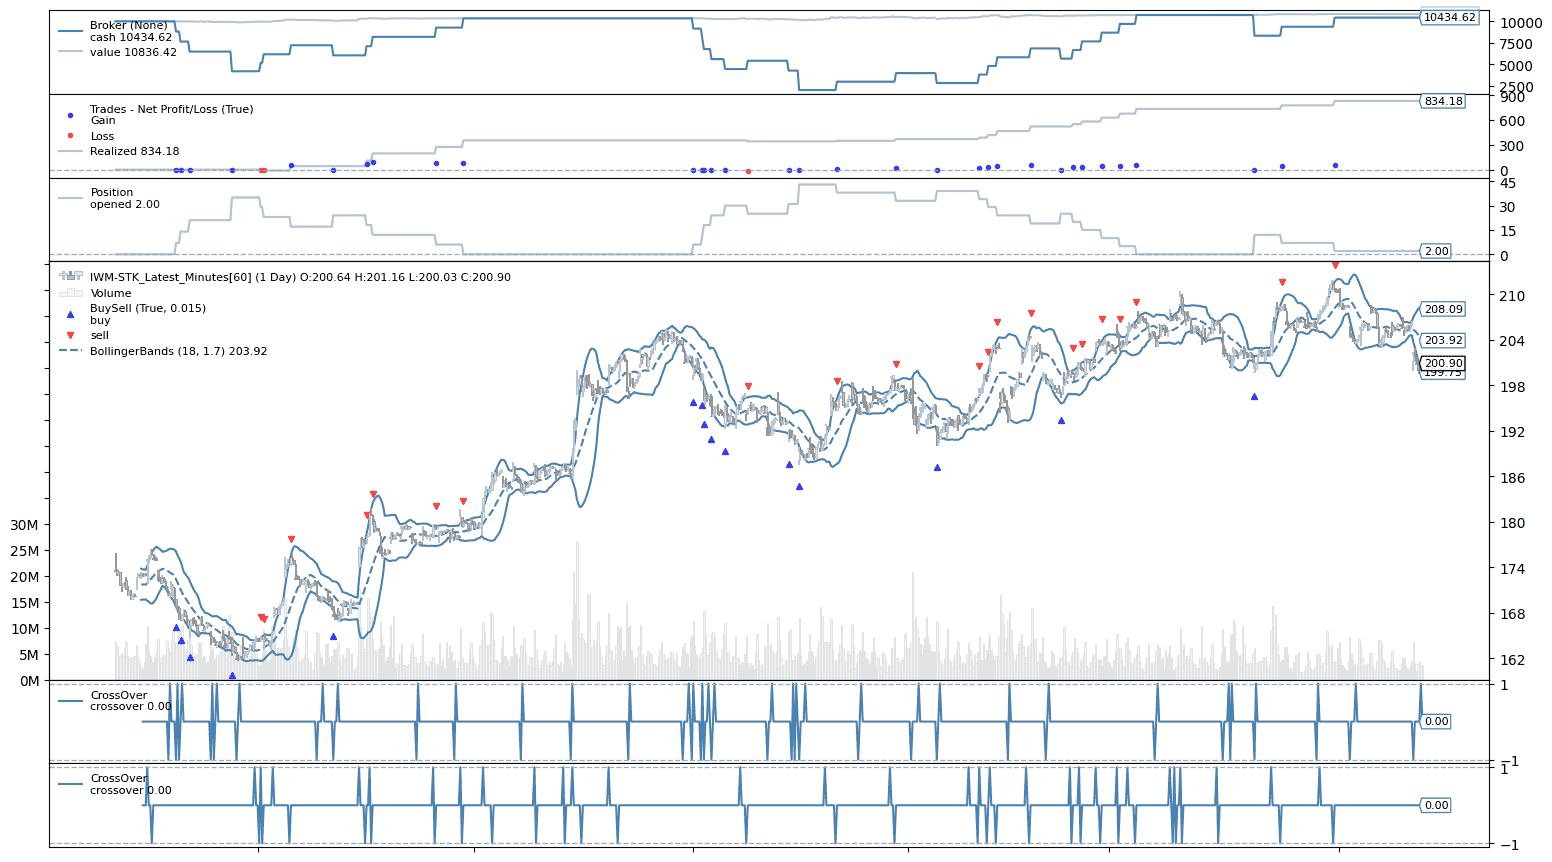 Broker (None)
cash 10434.62
value 10836.42
10434.62
10000
7500
5000
2500
Trades - Net Profit/Loss (True)
Gain
Loss
Realized 834.18
834.18
900
600
300
0
Position
opened 2.00
2.00
45
30
15
0
IWM-STK_Latest_Minutes[60] (1 Day) O:200.64 H:201.16 L:200.03 C:200.90
Volume
BuySell (True, 0.015)
buy
sell
BollingerBands (18, 1.7) 203.92
208.09
203.92
200.90
199.75
210
204
198
192
186
180
174
168
162
30M
25M
20M
15M
10M
5M
0M
CrossOver
crossover 0.00
0.00
1
−1
CrossOver
crossover 0.00
0.00
1
−1